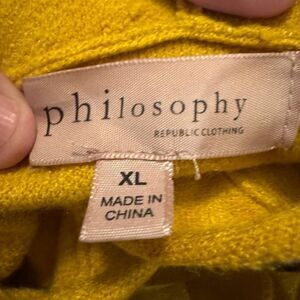 philosophy
REPUBLIC CLOTHING
XL
MADE IN
CHINA